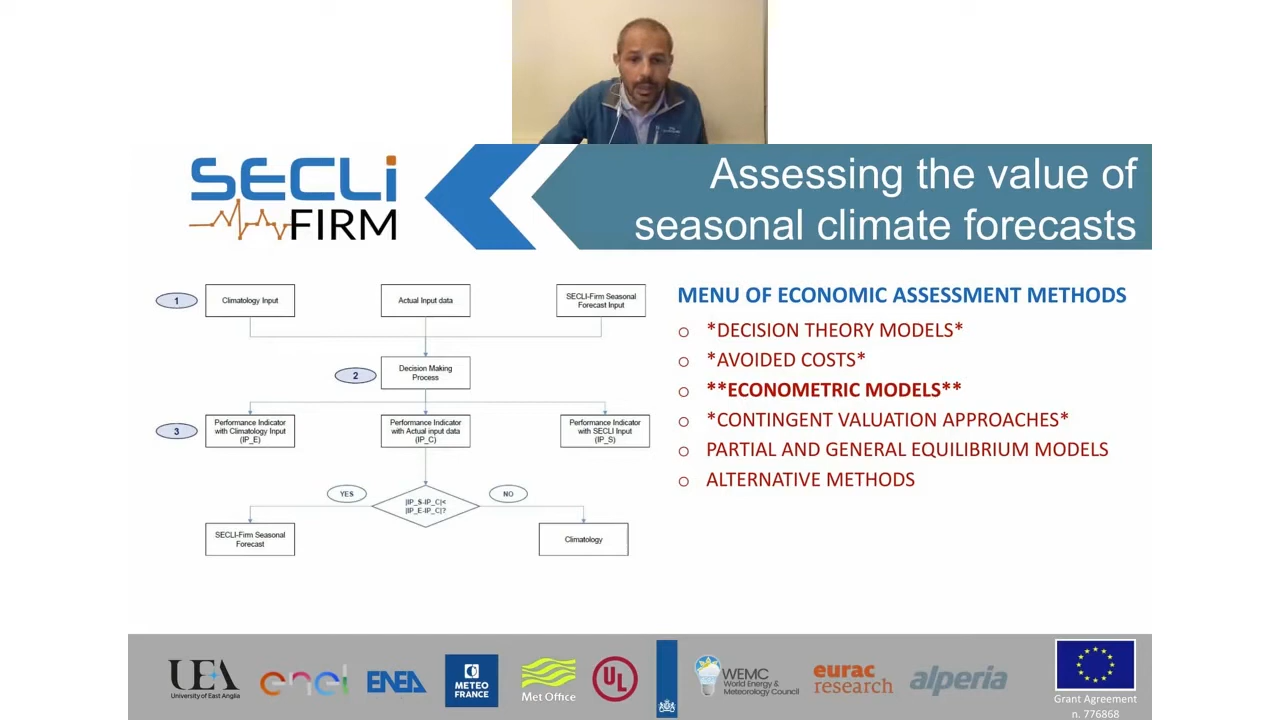 SECLi
FIRM
Assessing the value of
seasonal climate forecasts
1
Climatology Input
Actual Input data
SECLI-Firm Seasonal
Forecast Input
2
Decision Making
Process
3
Performance Indicator
with Climatology Input
(IP_E)
Performance Indicator
with Actual input data
(IP_C)
Performance Indicator
with SECLI Input
(IP_S)
YES
|IP_S-IP_C|<
|IP_E-IP_C|?
NO
SECLI-Firm Seasonal
Forecast
Climatology
MENU OF ECONOMIC ASSESSMENT METHODS
o *DECISION THEORY MODELS*
o *AVOIDED COSTS*
o **ECONOMETRIC MODELS**
o *CONTINGENT VALUATION APPROACHES*
o PARTIAL AND GENERAL EQUILIBRIUM MODELS
o ALTERNATIVE METHODS
UEA
University of East Anglia
enel
ENEA
METEO
FRANCE
Met Office
UL
WEMC
World Energy &
Meteorology Council
eurac
research
alperia
Grant Agreement
n. 776868